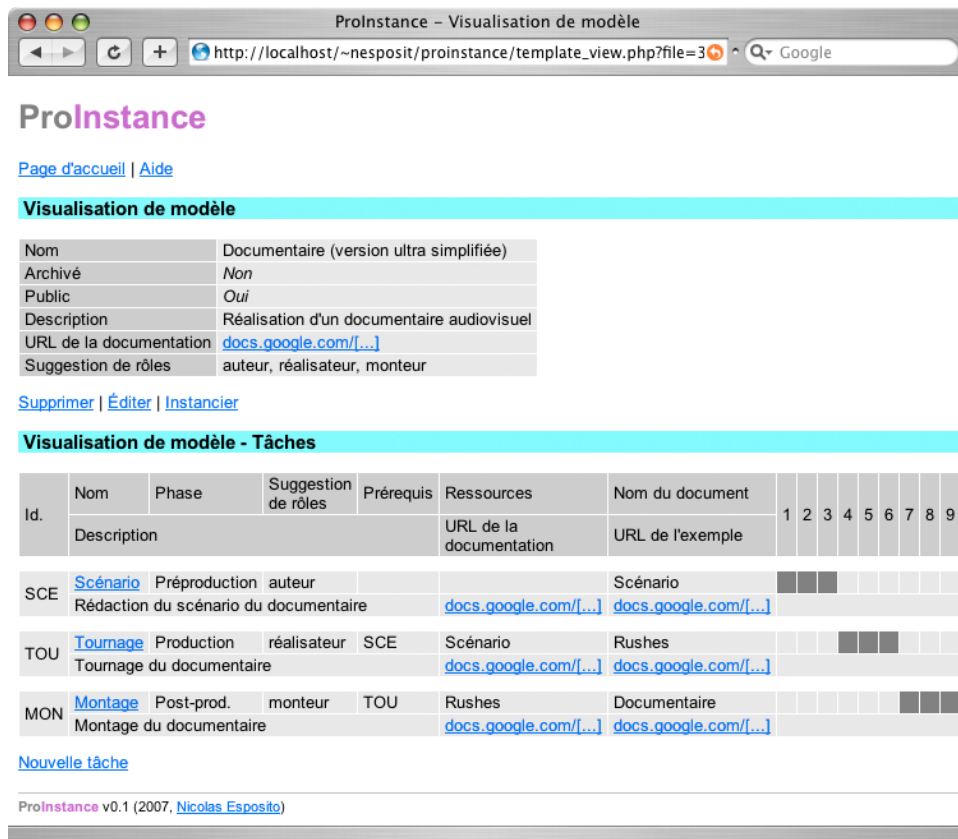 ProInstance – Visualisation de modèle
http://localhost/~nesposit/proinstance/template_view.php?file=3 Google
ProInstance
Page d'accueil | Aide
Visualisation de modèle
Nom Documentaire (version ultra simplifiée)
Archivé Non
Public Oui
Description Réalisation d'un documentaire audiovisuel
URL de la documentation docs.google.com/[...]
Suggestion de rôles auteur, réalisateur, monteur
Supprimer | Éditer | Instancier
Visualisation de modèle - Tâches
Id. Nom Phase Suggestion de rôles Prérequis Ressources Nom du document 1 2 3 4 5 6 7 8 9
Description URL de la documentation URL de l'exemple
SCE Scénario Préproduction auteur Scénario
Rédaction du scénario du documentaire docs.google.com/[...] docs.google.com/[...]
TOU Tournage Production réalisateur SCE Scénario Rushes
Tournage du documentaire docs.google.com/[...] docs.google.com/[...]
MON Montage Post-prod. monteur TOU Rushes Documentaire
Montage du documentaire docs.google.com/[...] docs.google.com/[...]
Nouvelle tâche
ProInstance v0.1 (2007, Nicolas Esposito)